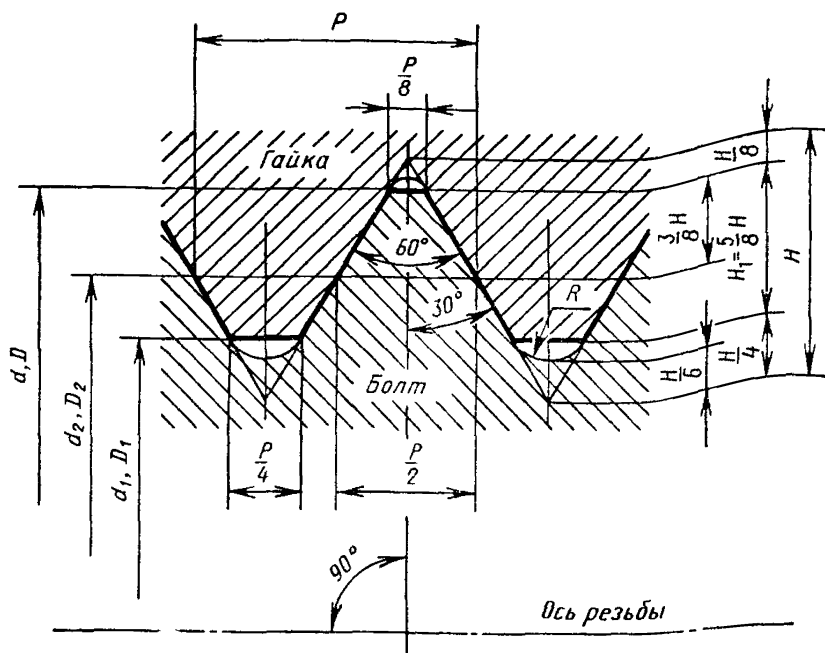 P
P/8
Гайка
H/8
3/8 H
H₁=5/8 H
H
60°
30°
R
d, D
d₂, D₂
d₁, D₁
Болт
H/6
H/4
P/4
P/2
90°
Ось резьбы